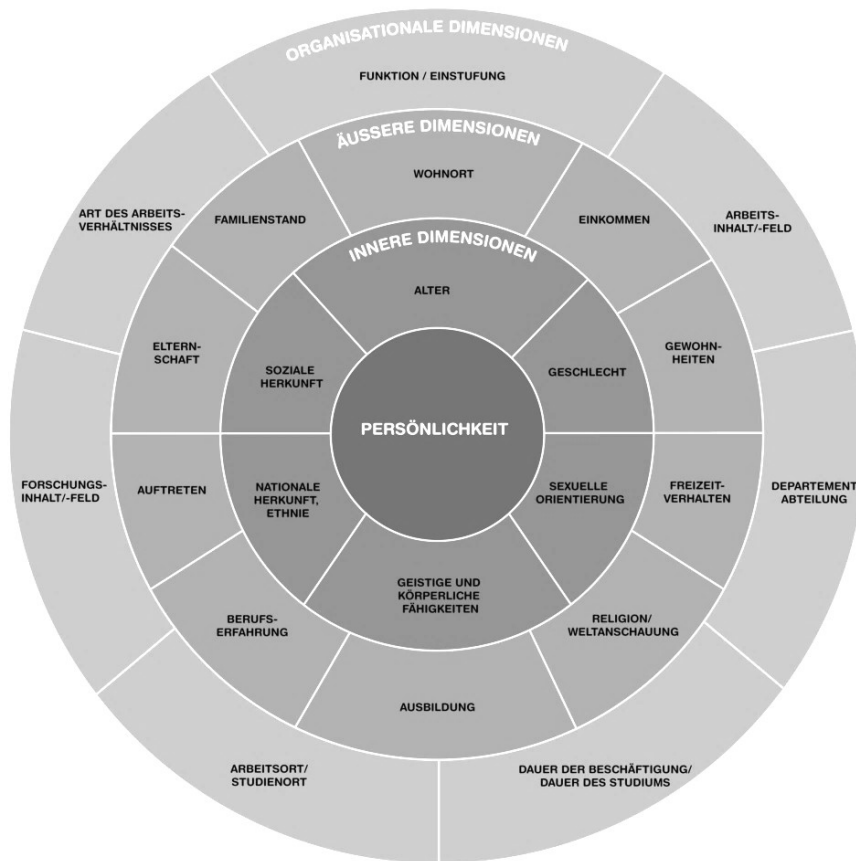 ORGANISATIONALE DIMENSIONEN
FUNKTION / EINSTUFUNG
ÄUSSERE DIMENSIONEN
WOHNORT
ART DES ARBEITS-
VERHÄLTNISSES
FAMILIENSTAND
EINKOMMEN
ARBEITS-
INHALT/-FELD
INNERE DIMENSIONEN
ALTER
ELTERN-
SCHAFT
SOZIALE
HERKUNFT
GESCHLECHT
GEWOHN-
HEITEN
PERSÖNLICHKEIT
FORSCHUNGS-
INHALT/-FELD
AUFTRETEN
NATIONALE
HERKUNFT,
ETHNIE
SEXUELLE
ORIENTIERUNG
FREIZEIT-
VERHALTEN
DEPARTEMENT
ABTEILUNG
GEISTIGE UND
KÖRPERLICHE
FÄHIGKEITEN
BERUFS-
ERFAHRUNG
RELIGION/
WELTANSCHAUUNG
AUSBILDUNG
ARBEITSORT/
STUDIENORT
DAUER DER BESCHÄFTIGUNG/
DAUER DES STUDIUMS